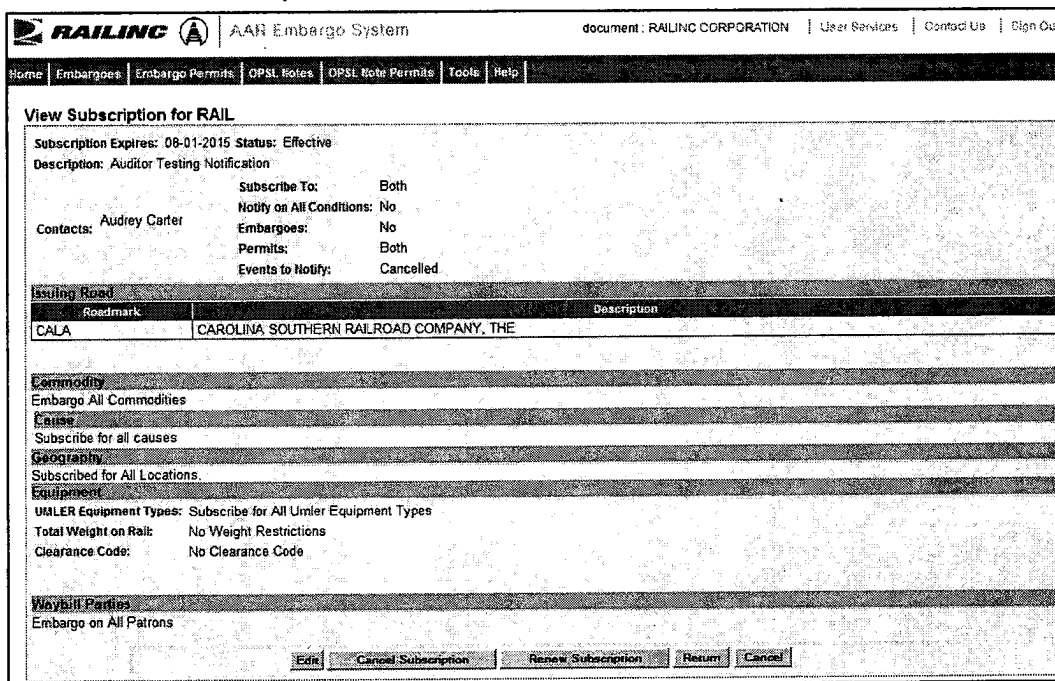 RAILINC AAR Embargo System document : RAILINC CORPORATION | User Services | Contact Us | Sign Ou
Home Embargoes Embargo Permits OPSL Notes OPSL Note Permits Tools Help
View Subscription for RAIL
Subscription Expires: 08-01-2015 Status: Effective
Description: Auditor Testing Notification
Subscribe To: Both
Notify on All Conditions: No
Contacts: Audrey Carter
Embargoes: No
Permits: Both
Events to Notify: Cancelled
Issuing Road
Roadmark Description
CALA CAROLINA SOUTHERN RAILROAD COMPANY, THE
Commodity
Embargo All Commodities
Cause
Subscribe for all causes
Geography
Subscribed for All Locations.
Equipment
UMLER Equipment Types: Subscribe for All Umler Equipment Types
Total Weight on Rail: No Weight Restrictions
Clearance Code: No Clearance Code
Waybill Parties
Embargo on All Patrons
Edit Cancel Subscription Renew Subscription Return Cancel